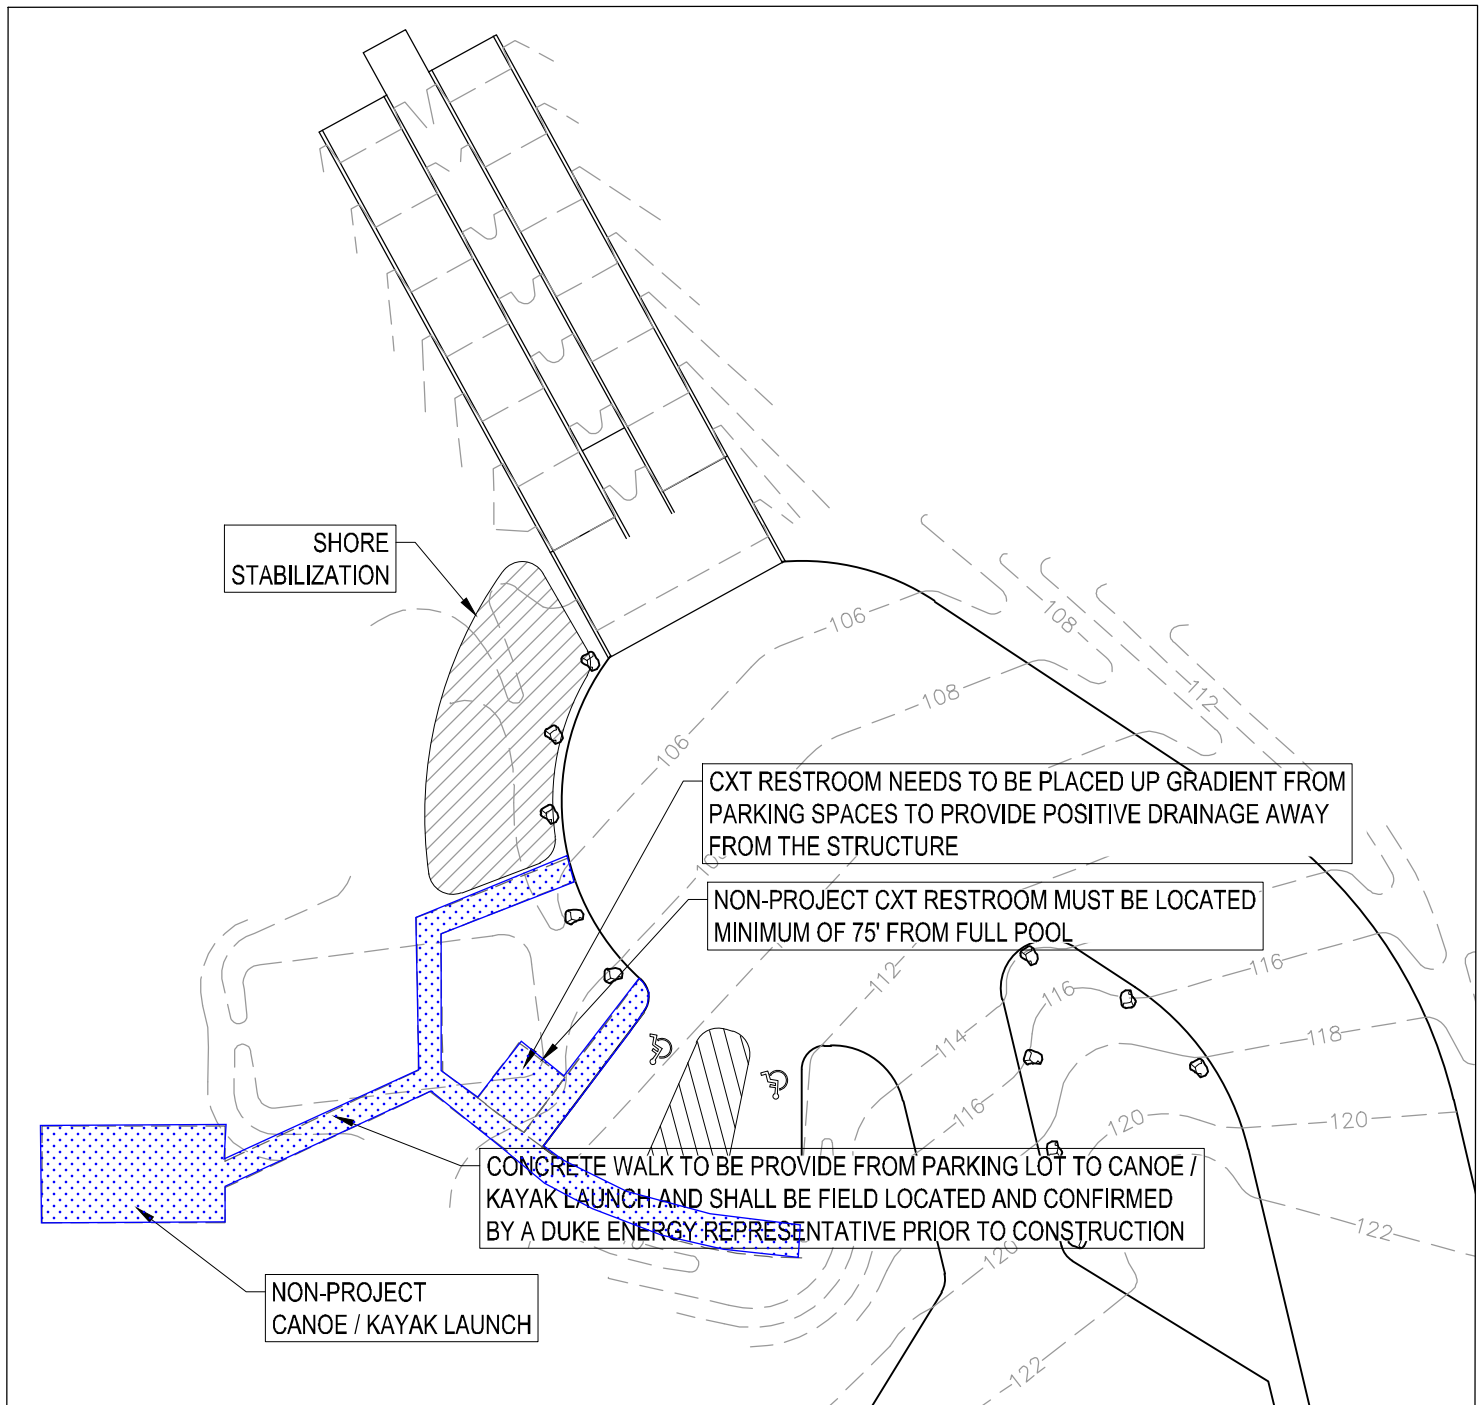 SHORE
STABILIZATION
106
108
112
108
106
CXT RESTROOM NEEDS TO BE PLACED UP GRADIENT FROM
PARKING SPACES TO PROVIDE POSITIVE DRAINAGE AWAY
FROM THE STRUCTURE
NON-PROJECT CXT RESTROOM MUST BE LOCATED
MINIMUM OF 75' FROM FULL POOL
112
116
116
114
118
116
120
120
CONCRETE WALK TO BE PROVIDE FROM PARKING LOT TO CANOE /
KAYAK LAUNCH AND SHALL BE FIELD LOCATED AND CONFIRMED
BY A DUKE ENERGY REPRESENTATIVE PRIOR TO CONSTRUCTION
122
120
NON-PROJECT
CANOE / KAYAK LAUNCH
122